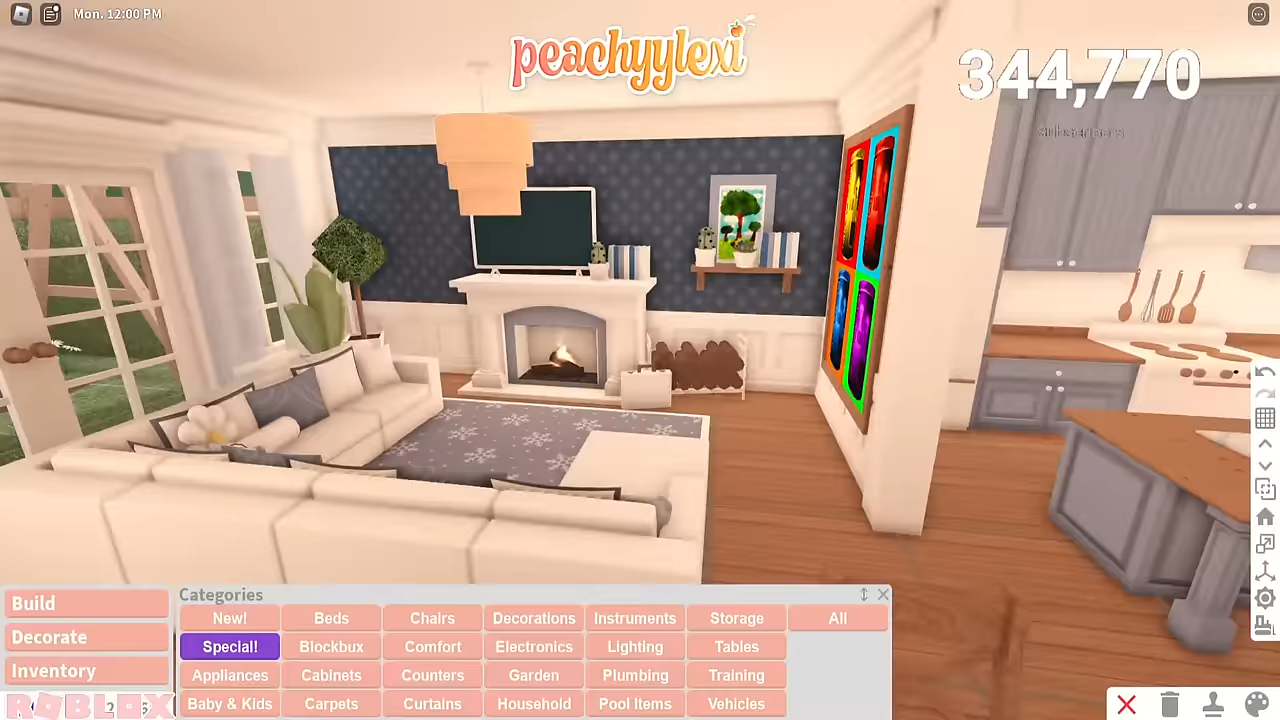 Mon. 12:00 PM
peachyylexi
344,770
subscribers
Categories
Build
Decorate
Inventory
New! Beds Chairs Decorations Instruments Storage All
Special! Blockbux Comfort Electronics Lighting Tables
Appliances Cabinets Counters Garden Plumbing Training
Baby & Kids Carpets Curtains Household Pool Items Vehicles
ROBLOX